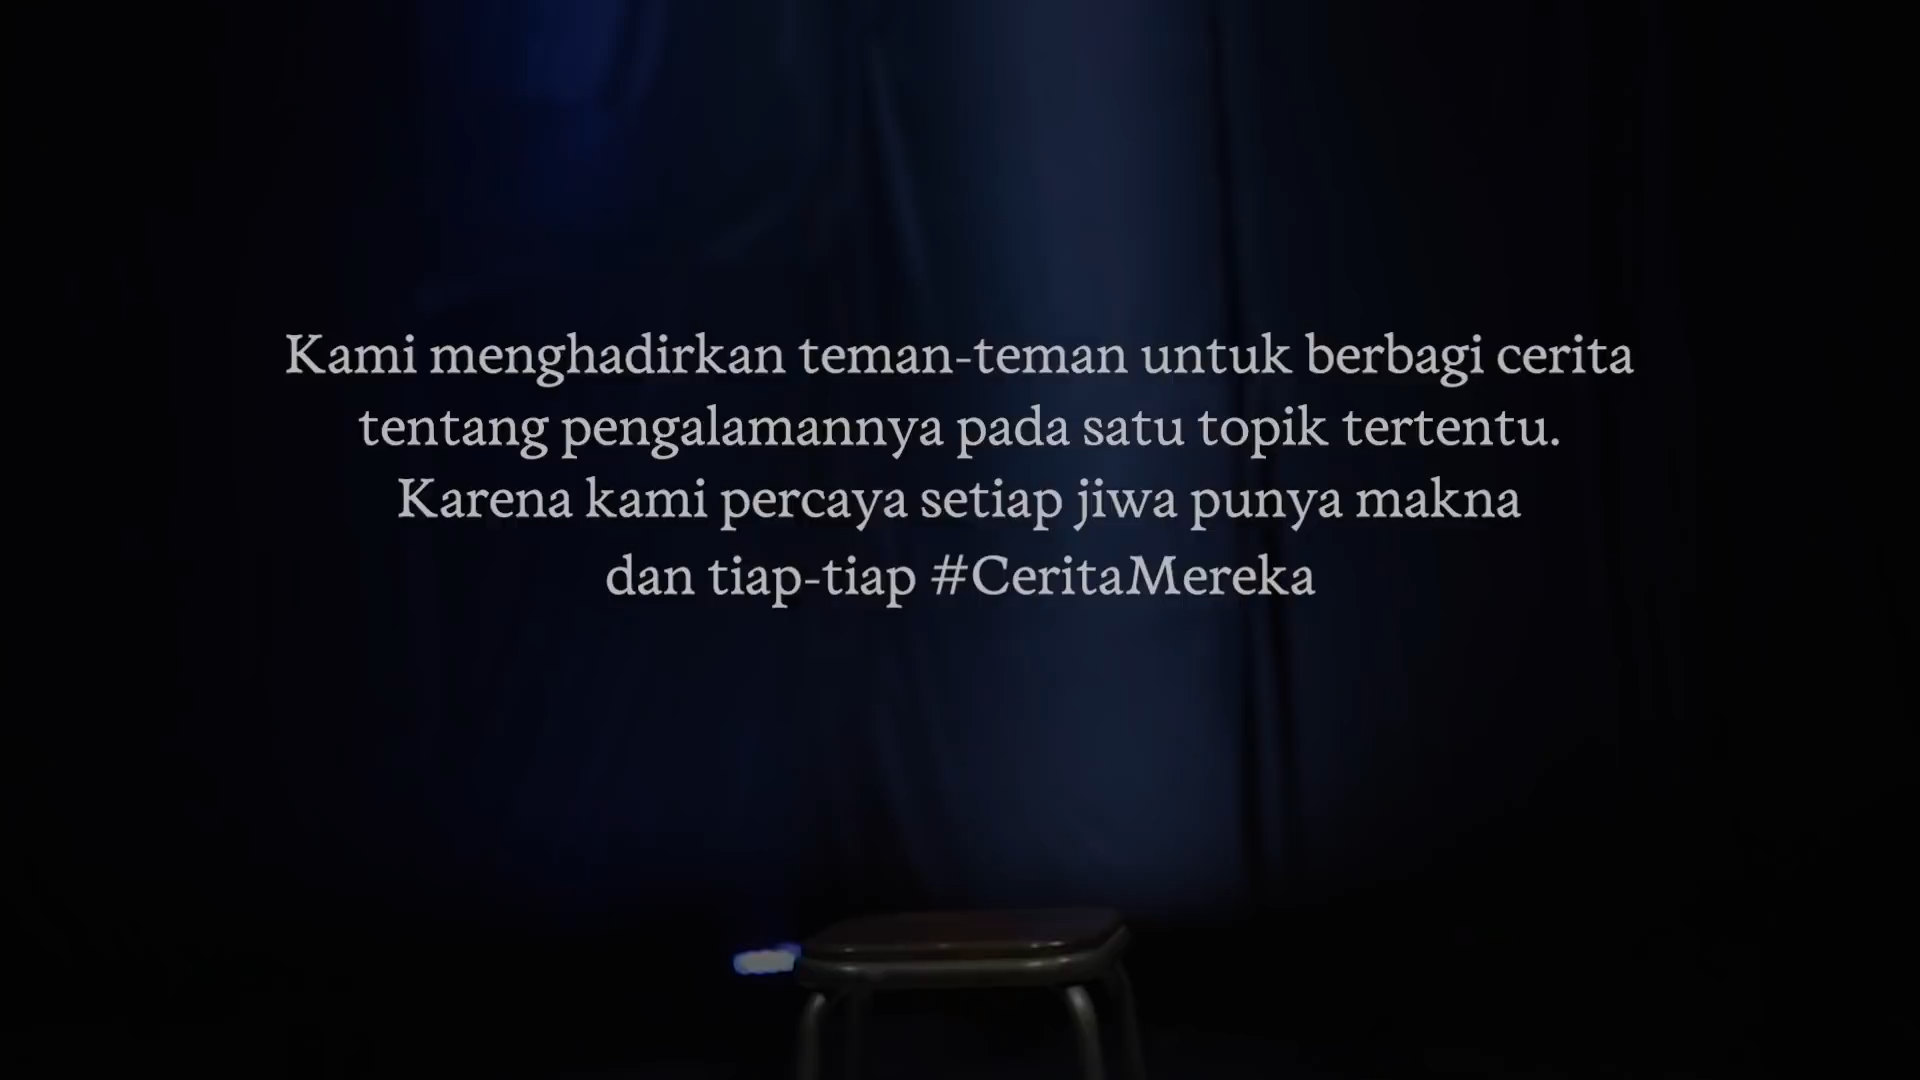 Kami menghadirkan teman-teman untuk berbagi cerita
tentang pengalamannya pada satu topik tertentu.
Karena kami percaya setiap jiwa punya makna
dan tiap-tiap #CeritaMereka